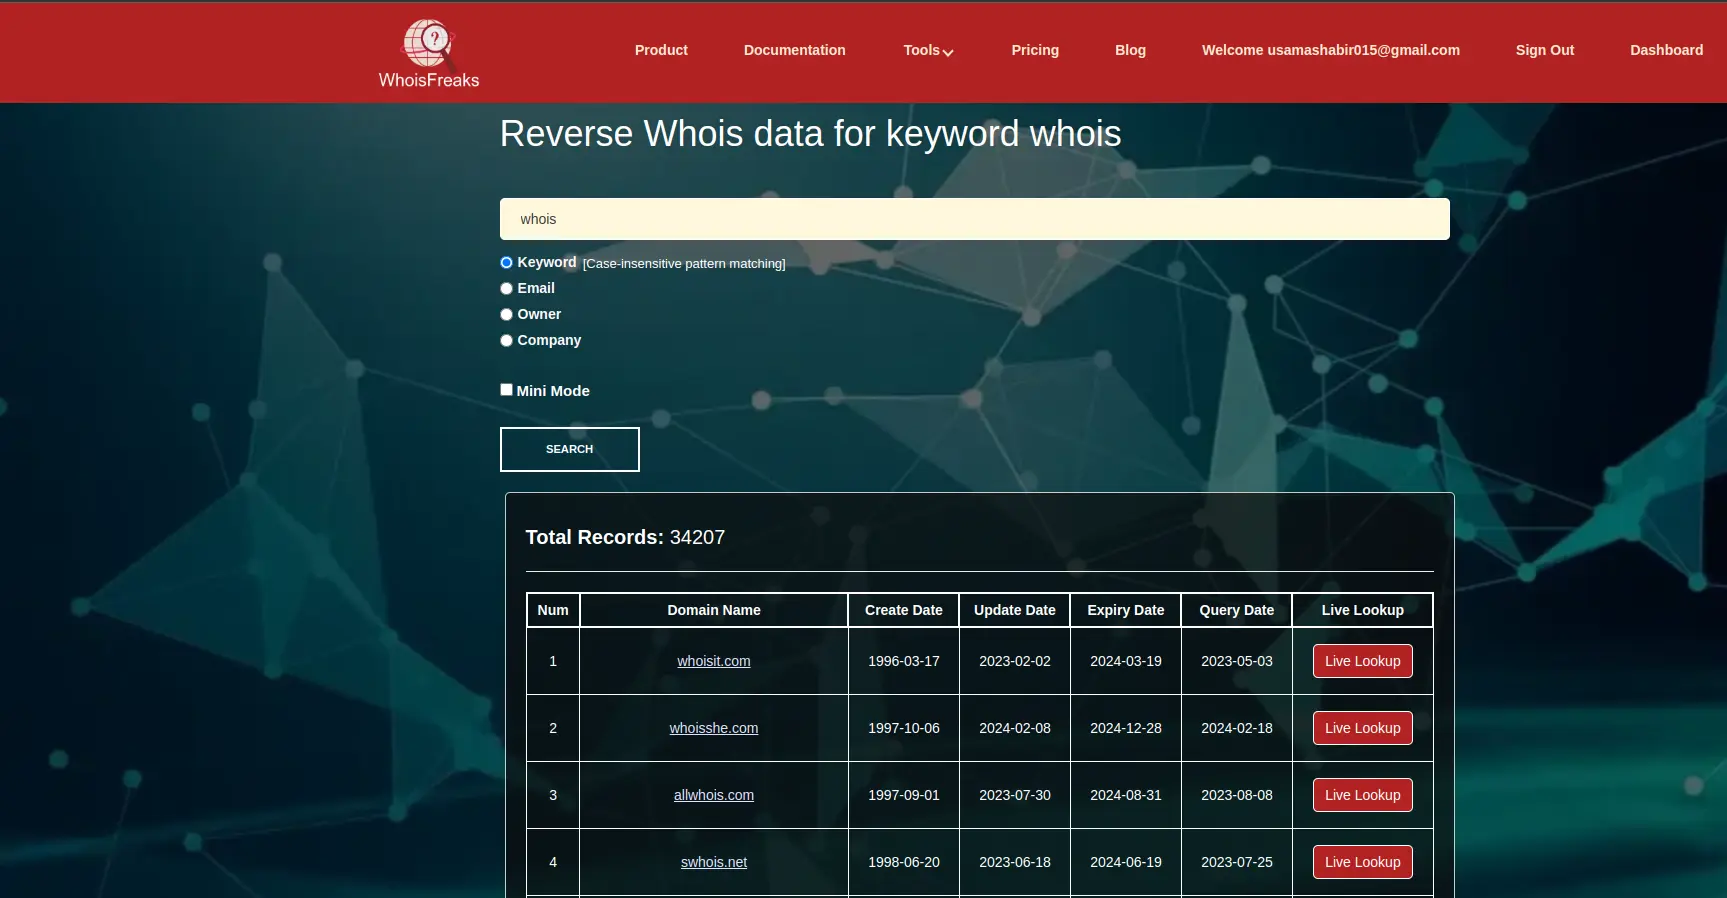 WhoisFreaks
Product Documentation Tools Pricing Blog Welcome usamashabir015@gmail.com Sign Out Dashboard
Reverse Whois data for keyword whois
whois
Keyword [Case-insensitive pattern matching]
Email
Owner
Company
Mini Mode
SEARCH
Total Records: 34207
Num Domain Name Create Date Update Date Expiry Date Query Date Live Lookup
1 whoisit.com 1996-03-17 2023-02-02 2024-03-19 2023-05-03 Live Lookup
2 whoisshe.com 1997-10-06 2024-02-08 2024-12-28 2024-02-18 Live Lookup
3 allwhois.com 1997-09-01 2023-07-30 2024-08-31 2023-08-08 Live Lookup
4 swhois.net 1998-06-20 2023-06-18 2024-06-19 2023-07-25 Live Lookup